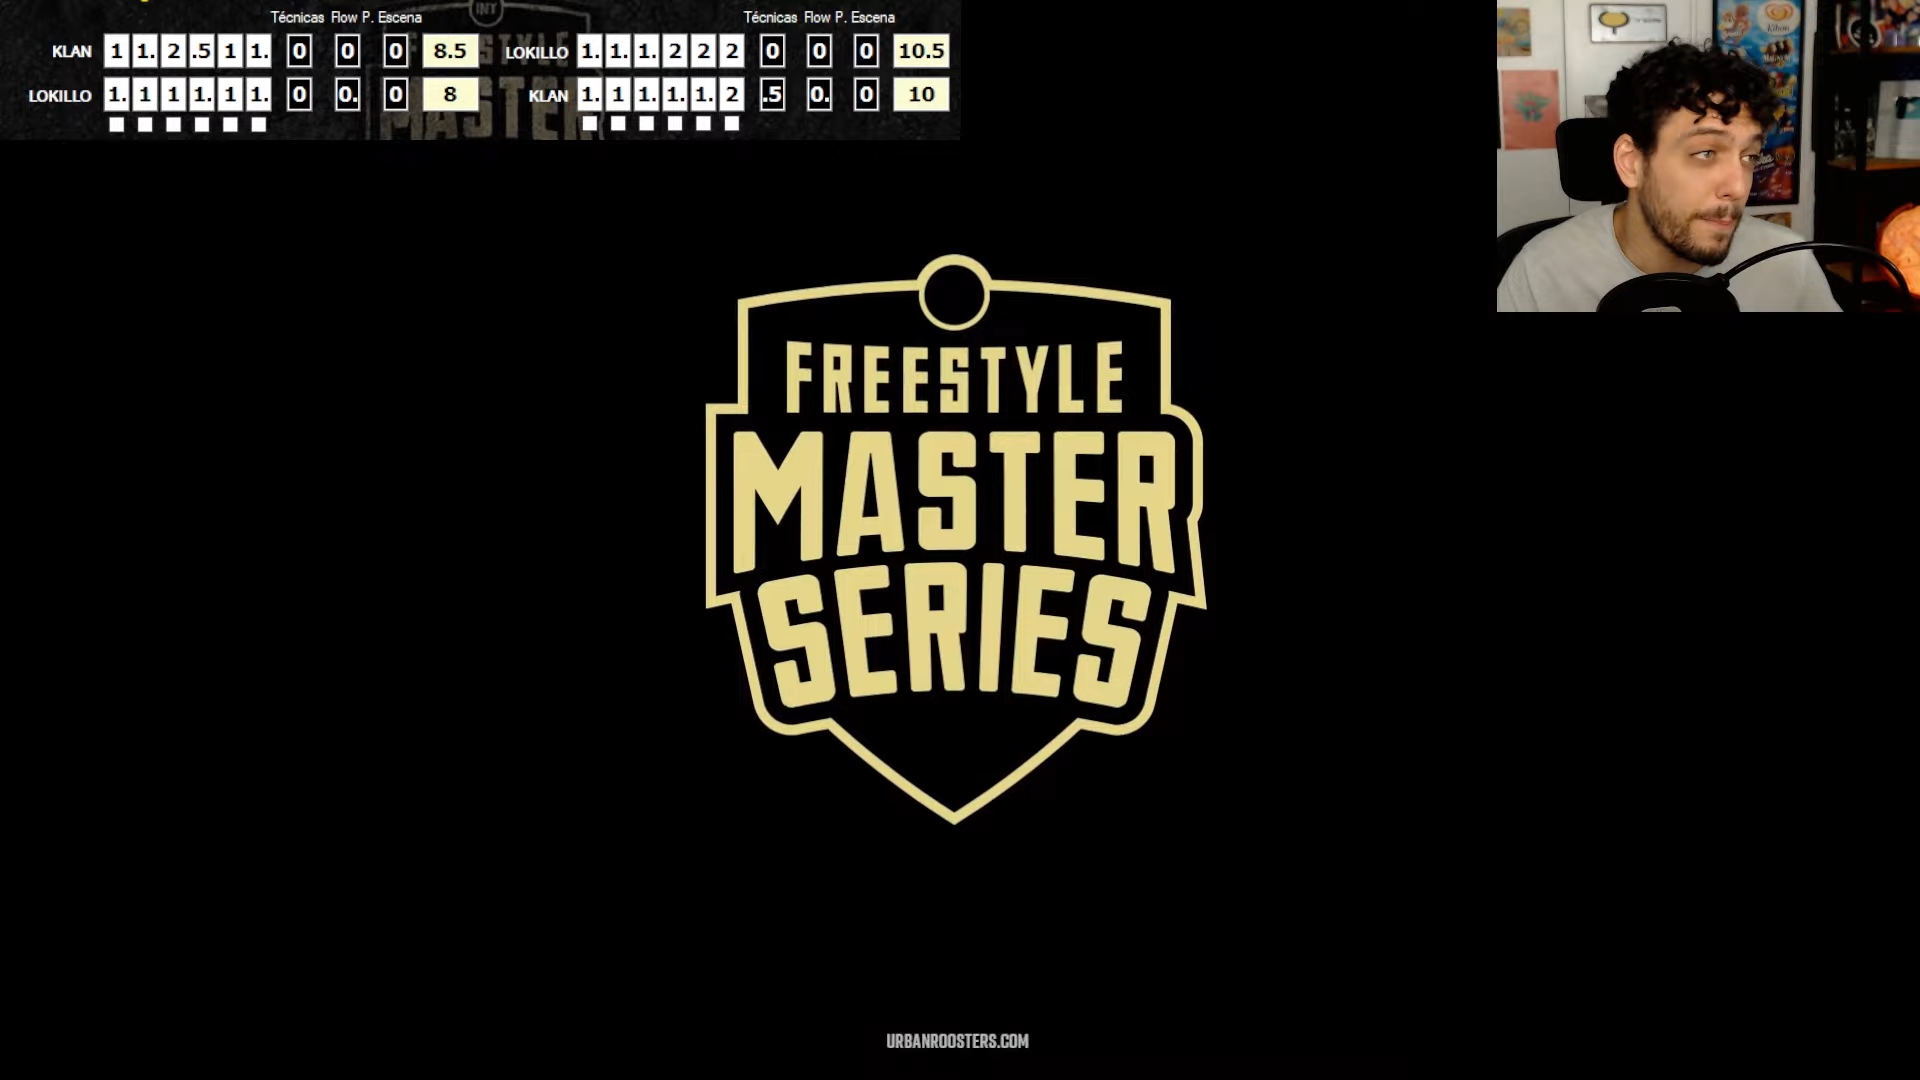 INT
Técnicas Flow P. Escena
KLAN 1 1. 2 .5 1 1. 0 0 0 8.5
LOKILLO 1. 1 1 1. 1 1. 0 0. 0 8
Técnicas Flow P. Escena
LOKILLO 1. 1. 1. 2 2 2 0 0 0 10.5
KLAN 1. 1 1. 1. 1. 2 .5 0. 0 10
FREESTYLE
MASTER
SERIES
URBANROOSTERS.COM